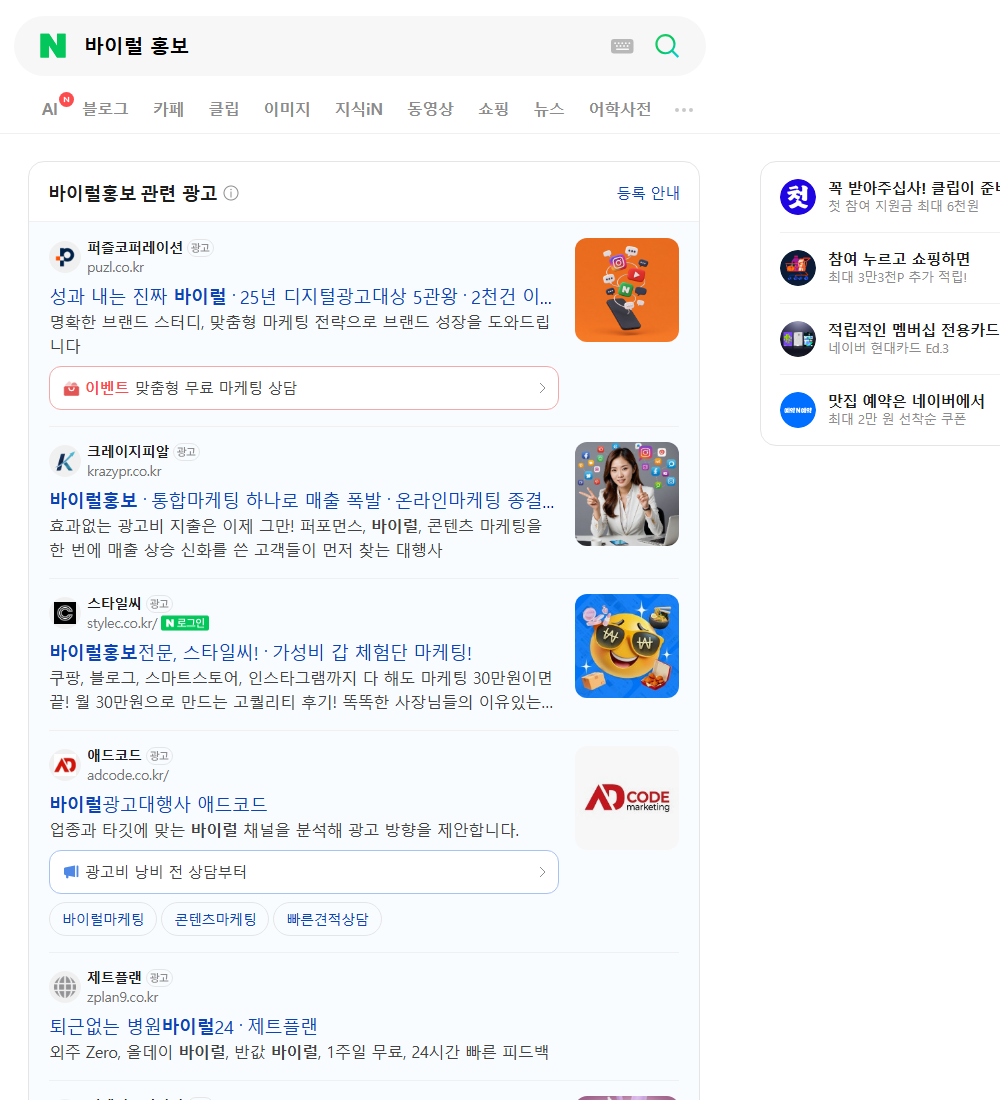 바이럴 홍보
AI N 블로그 카페 클립 이미지 지식iN 동영상 쇼핑 뉴스 어학사전
바이럴홍보 관련 광고
등록 안내
퍼즐코퍼레이션 광고
puzl.co.kr
성과 내는 진짜 바이럴 · 25년 디지털광고대상 5관왕 · 2천건 이...
명확한 브랜드 스터디, 맞춤형 마케팅 전략으로 브랜드 성장을 도와드립
니다
이벤트 맞춤형 무료 마케팅 상담
크레이지피알 광고
krazypr.co.kr
바이럴홍보 · 통합마케팅 하나로 매출 폭발 · 온라인마케팅 종결...
효과없는 광고비 지출은 이제 그만! 퍼포먼스, 바이럴, 콘텐츠 마케팅을
한 번에 매출 상승 신화를 쓴 고객들이 먼저 찾는 대행사
스타일씨 광고
stylec.co.kr/ N 로그인
바이럴홍보전문, 스타일씨! · 가성비 갑 체험단 마케팅!
쿠팡, 블로그, 스마트스토어, 인스타그램까지 다 해도 마케팅 30만원이면
끝! 월 30만원으로 만드는 고퀄리티 후기! 똑똑한 사장님들의 이유있는...
애드코드 광고
adcode.co.kr/
바이럴광고대행사 애드코드
업종과 타깃에 맞는 바이럴 채널을 분석해 광고 방향을 제안합니다.
AD CODE
marketing
광고비 낭비 전 상담부터
바이럴마케팅 콘텐츠마케팅 빠른견적상담
제트플랜 광고
zplan9.co.kr
퇴근없는 병원바이럴24 · 제트플랜
외주 Zero, 올데이 바이럴, 반값 바이럴, 1주일 무료, 24시간 빠른 피드백
첫
꼭 받아주십사! 클립이 준
첫 참여 지원금 최대 6천원
참여 누르고 쇼핑하면
최대 3만3천P 추가 적립!
적립적인 멤버십 전용카드
네이버 현대카드 Ed.3
맛집 예약은 네이버에서
최대 2만 원 선착순 쿠폰